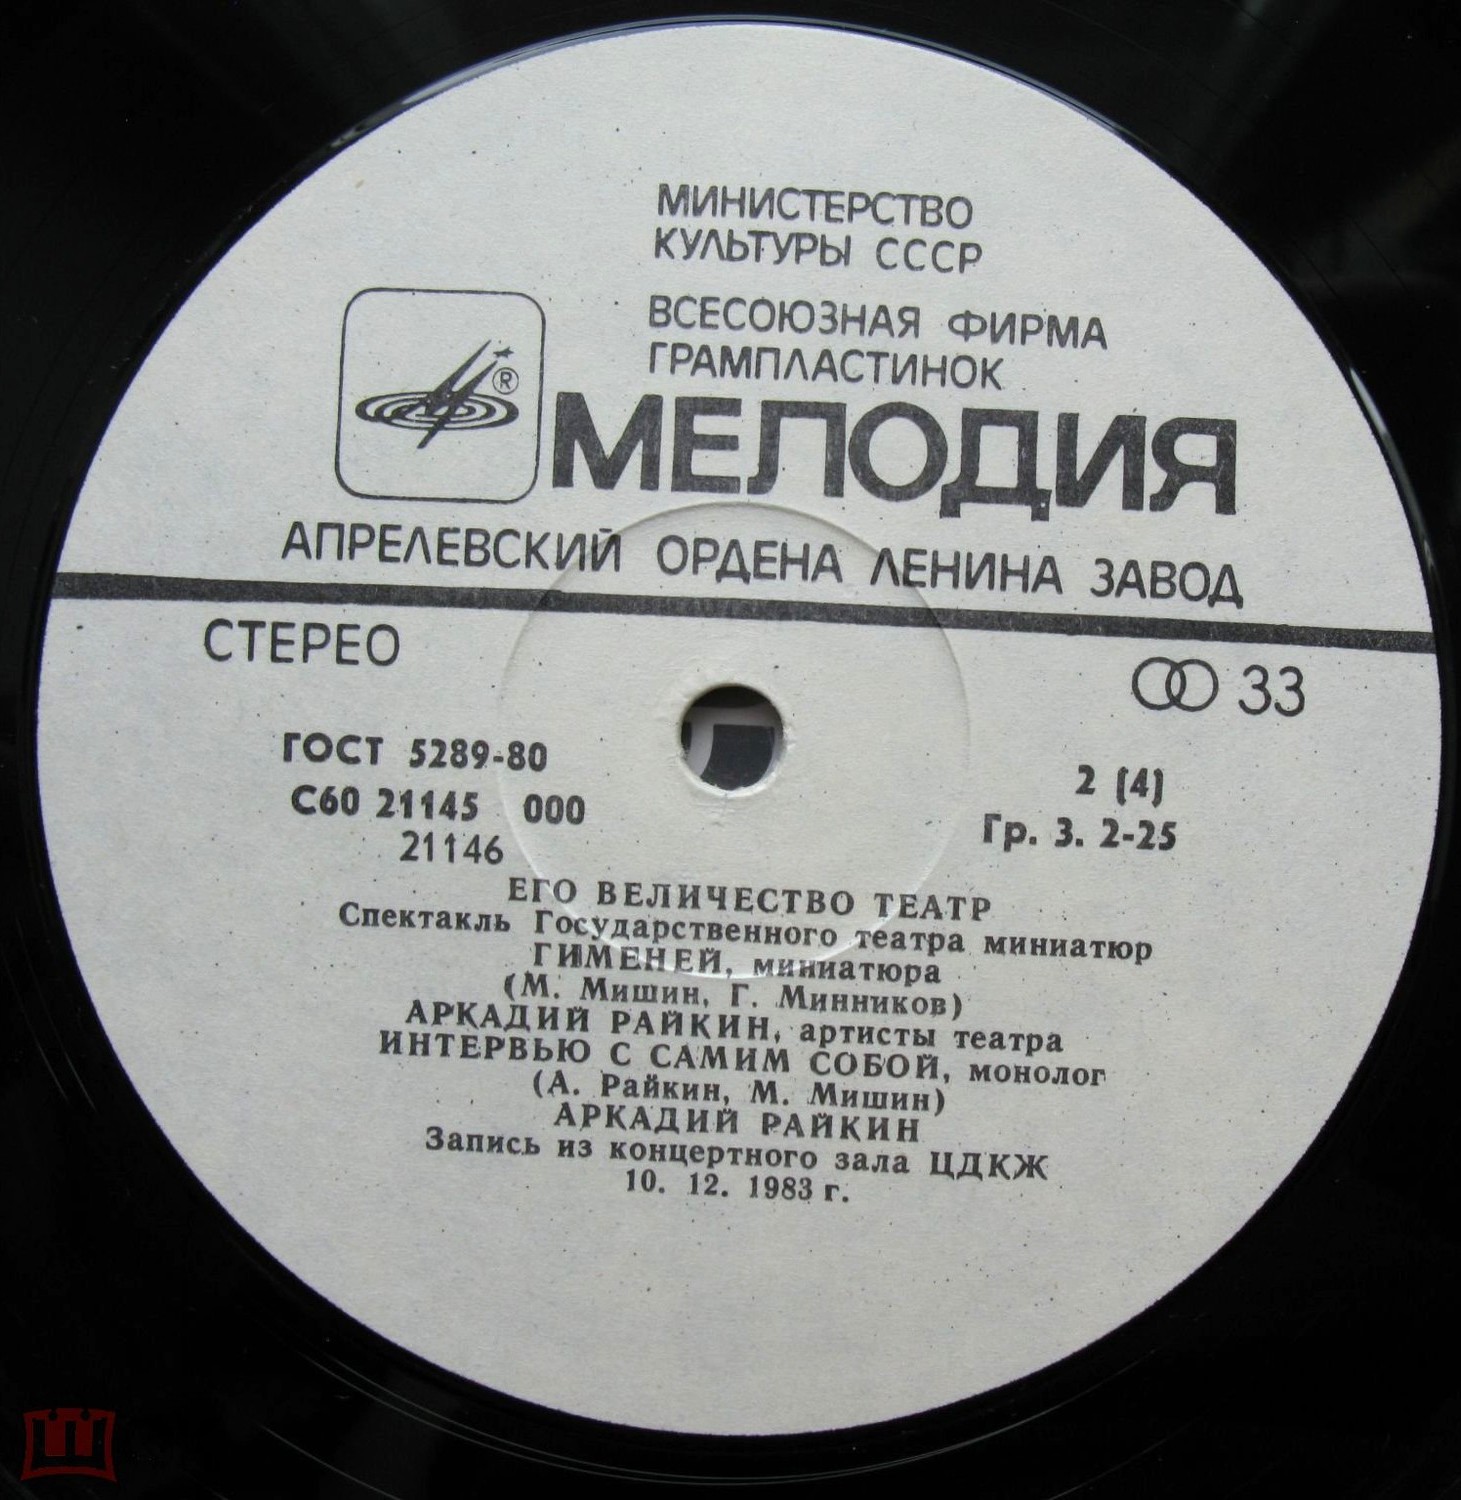 МИНИСТЕРСТВО
КУЛЬТУРЫ СССР
ВСЕСОЮЗНАЯ ФИРМА
ГРАМПЛАСТИНОК
®
МЕЛОДИЯ
АПРЕЛЕВСКИЙ ОРДЕНА ЛЕНИНА ЗАВОД
СТЕРЕО
33
ГОСТ 5289-80
2 (4)
С60 21145 000
Гр. 3. 2-25
21146
ЕГО ВЕЛИЧЕСТВО ТЕАТР
Спектакль Государственного театра миниатюр
ГИМЕНЕЙ, миниатюра
(М. Мишин, Г. Минников)
АРКАДИЙ РАЙКИН, артисты театра
ИНТЕРВЬЮ С САМИМ СОБОЙ, монолог
(А. Райкин, М. Мишин)
АРКАДИЙ РАЙКИН
Запись из концертного зала ЦДКЖ
10. 12. 1983 г.